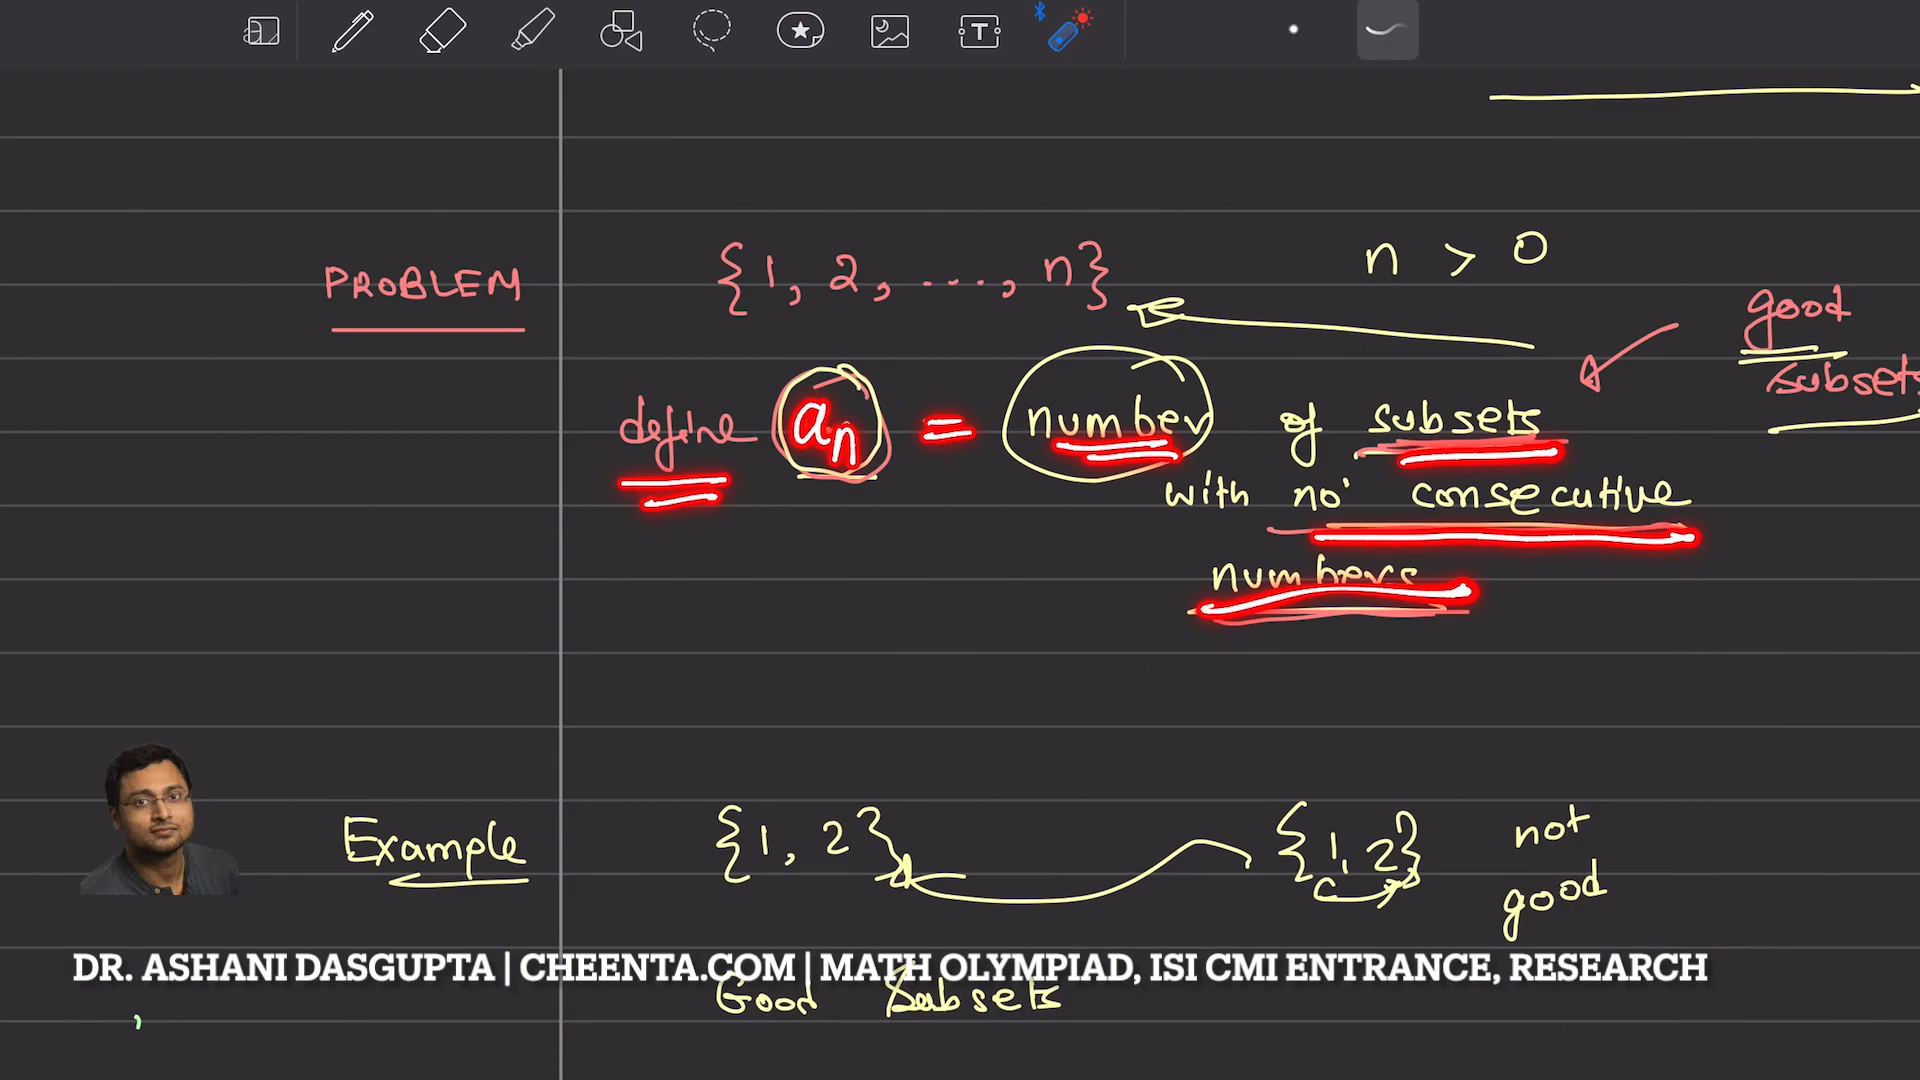 PROBLEM {1, 2, ...., n} n > 0
good
subsets
define an = number of subsets
with no consecutive
numbers
Example {1, 2} {1, 2} not
good
DR. ASHANI DASGUPTA | CHEENTA.COM | MATH OLYMPIAD, ISI CMI ENTRANCE, RESEARCH
Good Subsets